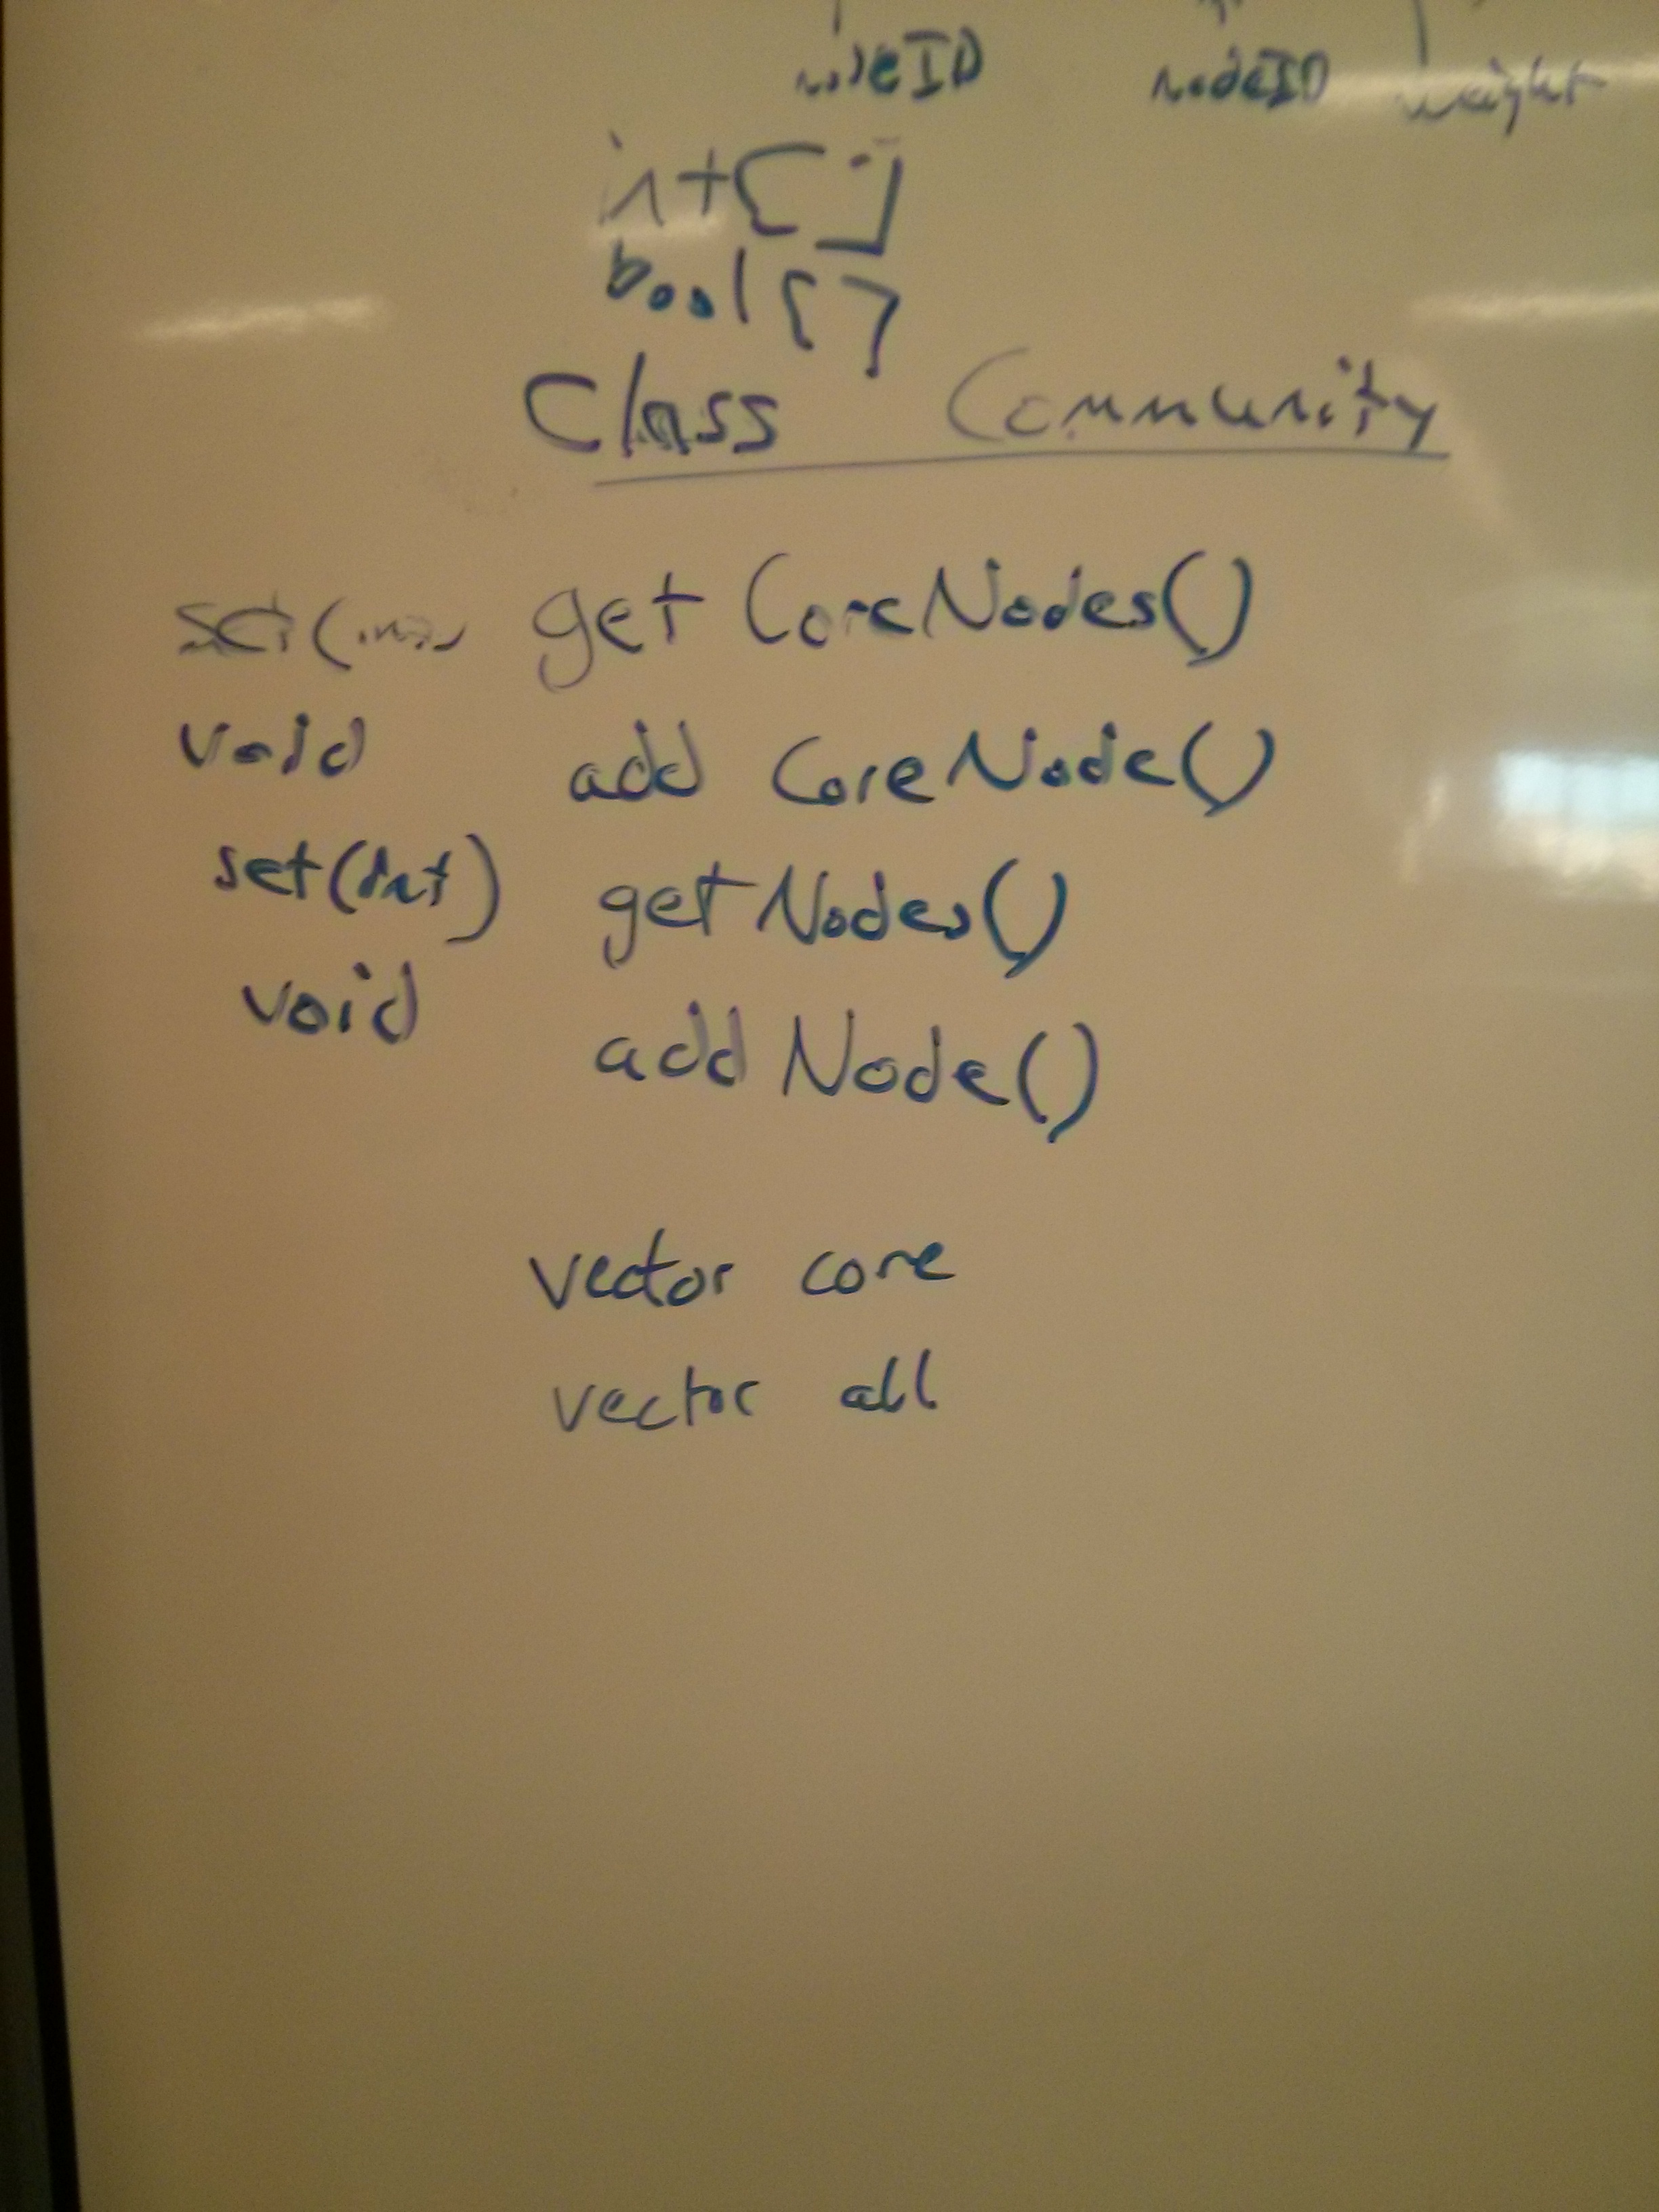 nodeID nodeID weight
int[]
bool[]
Class Community
set( get CoreNodes()
void add CoreNode()
set(int) getNodes()
void addNode()
vector core
vector all